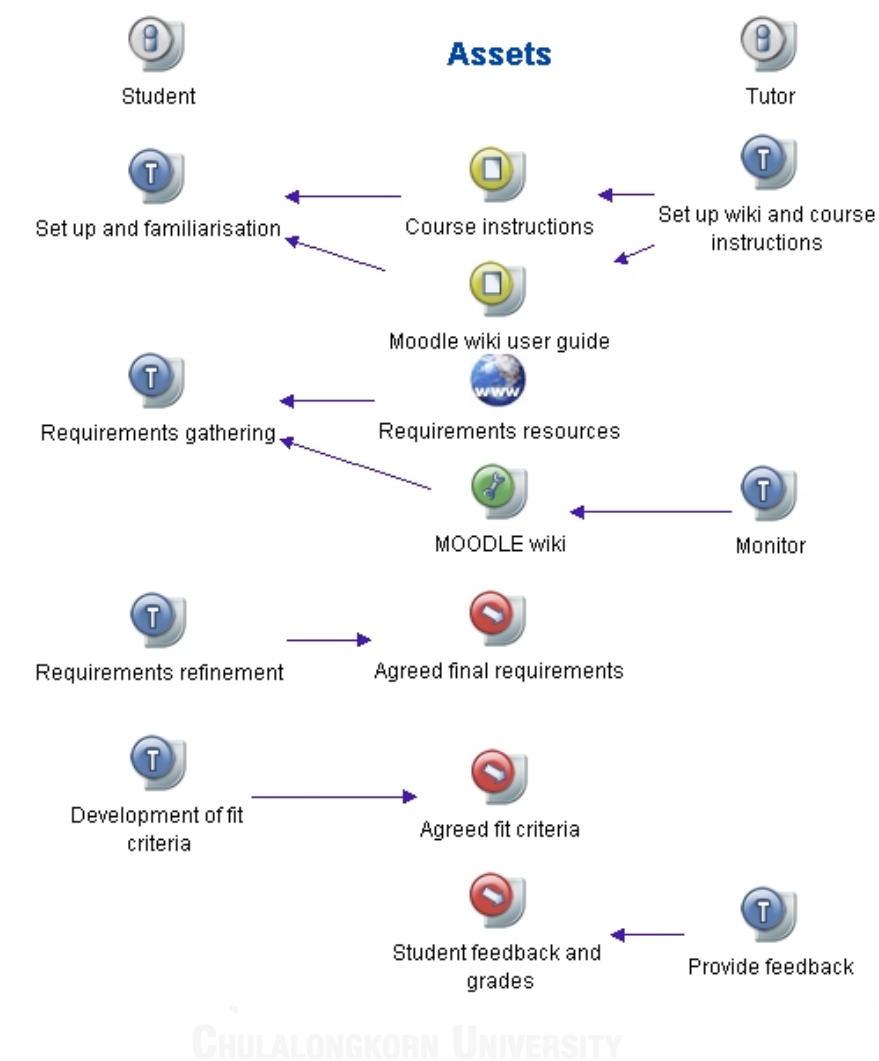 Student
Assets
Tutor
Set up and familiarisation
Course instructions
Set up wiki and course
instructions
Moodle wiki user guide
www
Requirements gathering
Requirements resources
MOODLE wiki
Monitor
Requirements refinement
Agreed final requirements
Development of fit
criteria
Agreed fit criteria
Student feedback and
grades
Provide feedback
CHULALONGKORN UNIVERSITY